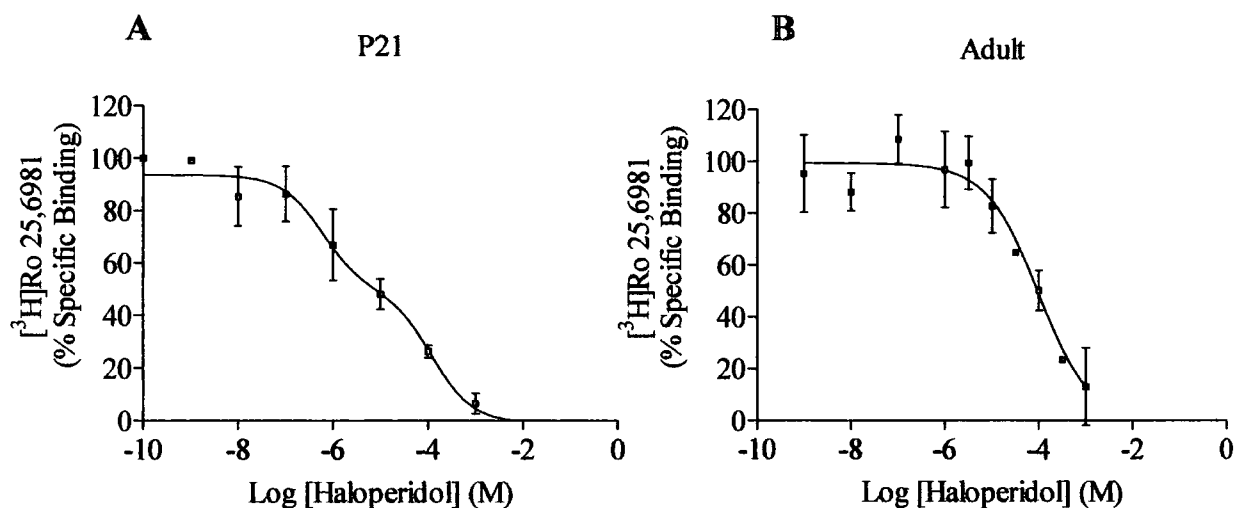 A
P21
120
100
80
60
40
20
0
[³H]Ro 25,6981
(% Specific Binding)
-10
-8
-6
-4
-2
0
Log [Haloperidol] (M)
B
Adult
120
100
80
60
40
20
0
[³H]Ro 25,6981
(% Specific Binding)
-10
-8
-6
-4
-2
0
Log [Haloperidol] (M)